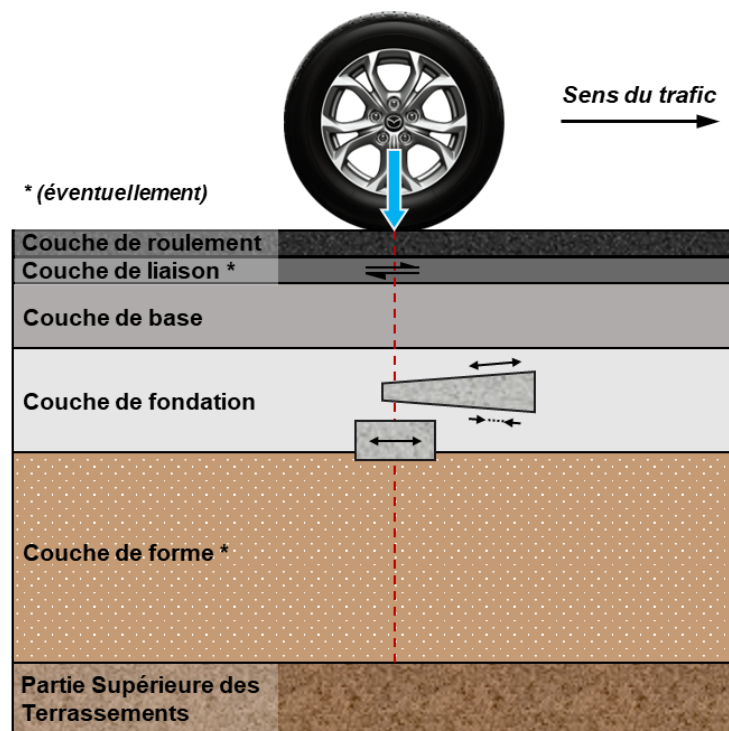 Sens du trafic
* (éventuellement)
Couche de roulement
Couche de liaison *
Couche de base
Couche de fondation
Couche de forme *
Partie Supérieure des
Terrassements